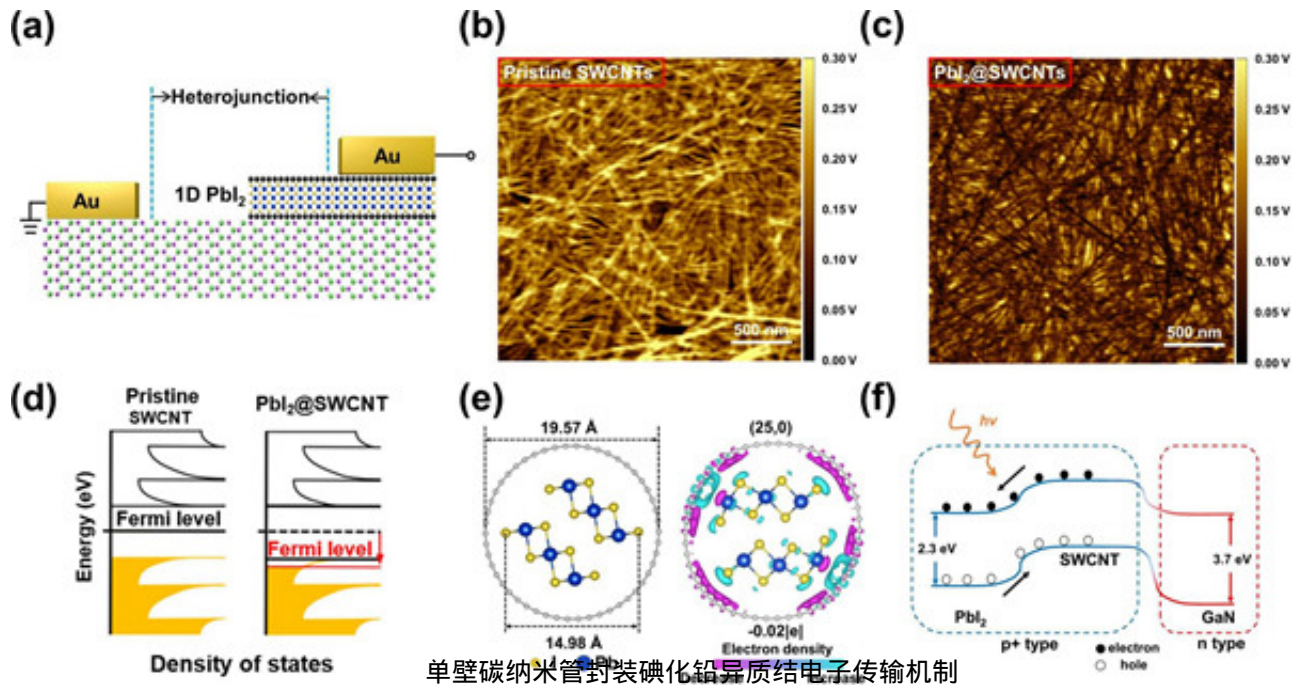 (a)
Heterojunction
Au
Au
1D PbI₂
(b)
Pristine SWCNTs
500 nm
0.30 V
0.25 V
0.20 V
0.15 V
0.10 V
0.05 V
0.00 V
(c)
PbI₂@SWCNTs
500 nm
0.30 V
0.25 V
0.20 V
0.15 V
0.10 V
0.05 V
0.00 V
(d)
Pristine
SWCNT
PbI₂@SWCNT
Energy (eV)
Fermi level
Fermi level
Density of states
(e)
19.57 Å
14.98 Å
(25,0)
-0.02|e|
Electron density
(f)
hν
2.3 eV
SWCNT
3.7 eV
PbI₂
GaN
p+ type
n type
electron
hole
单壁碳纳米管封装碘化铅异质结电子传输机制